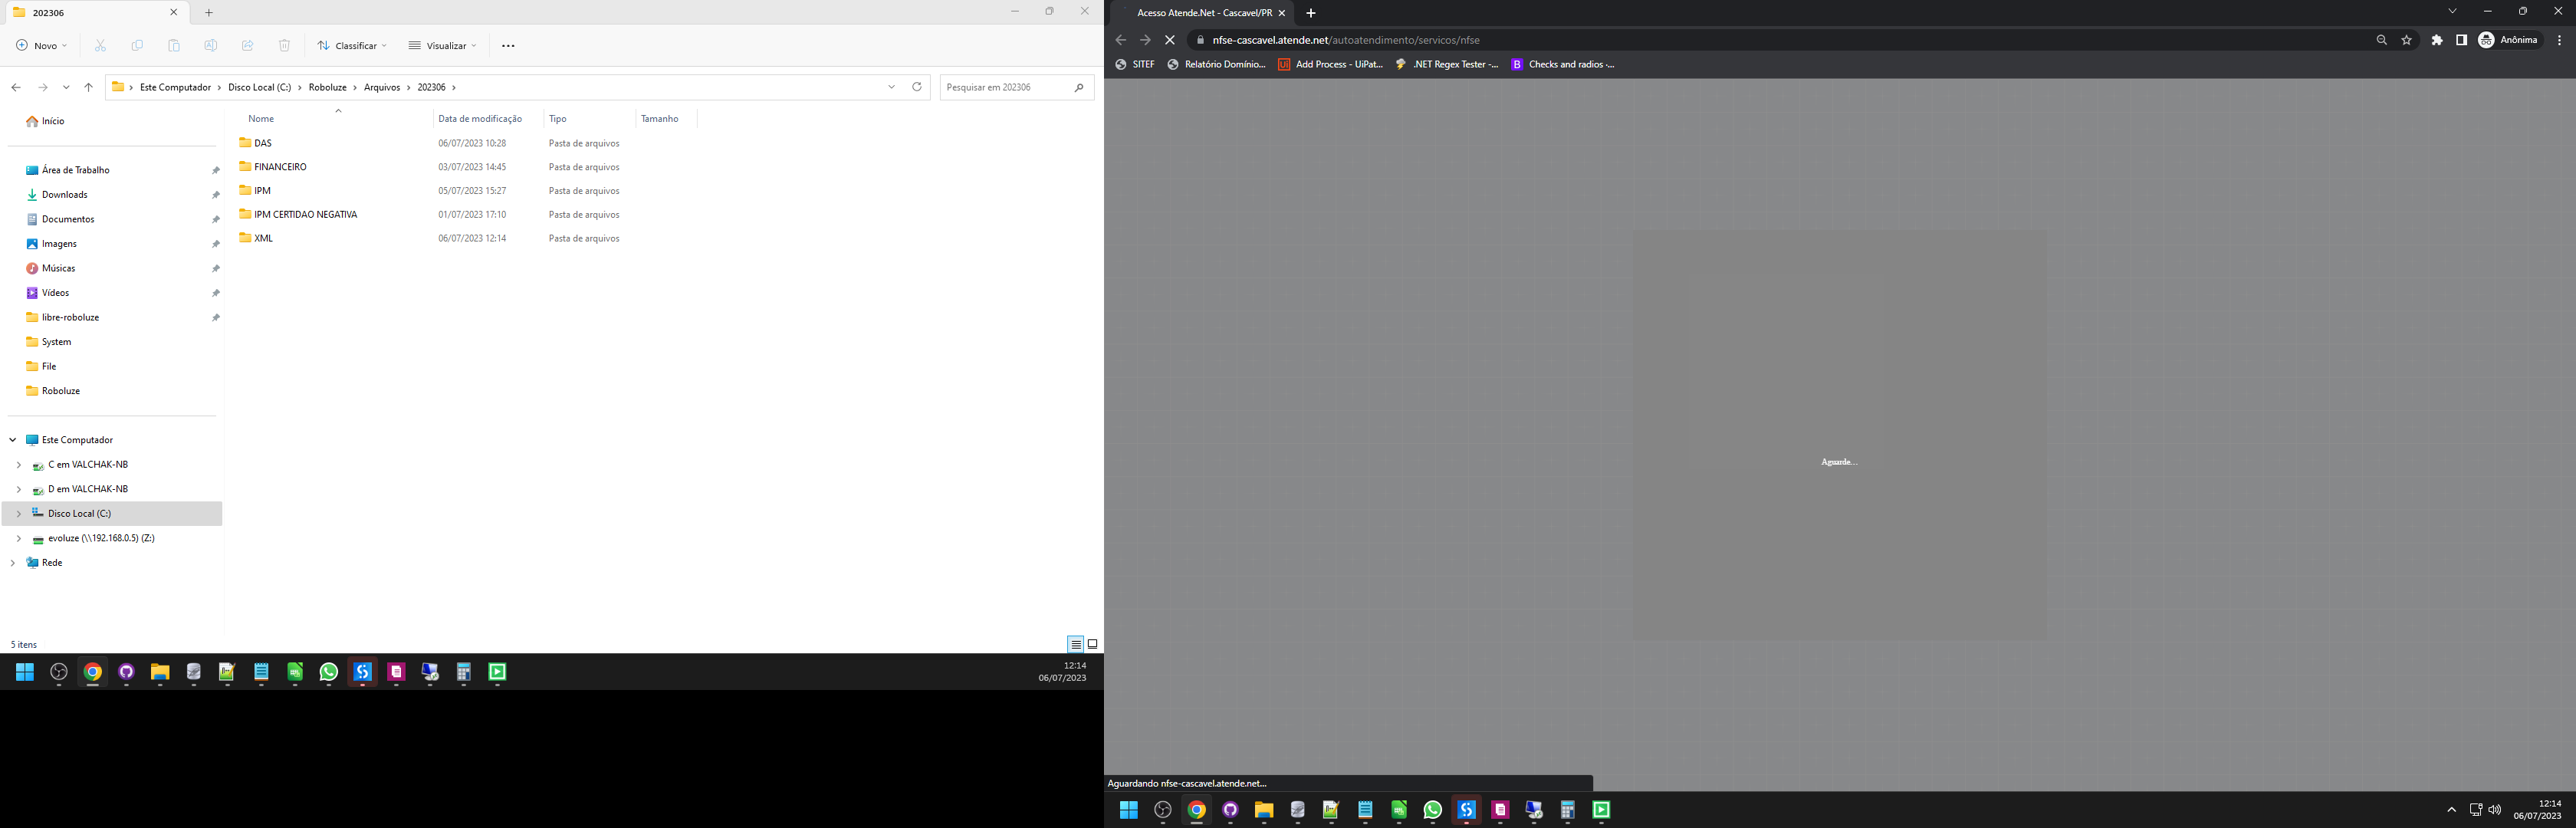 202306
Novo
Classificar
Visualizar
Este Computador
Disco Local (C:)
Roboluze
Arquivos
202306
Pesquisar em 202306
Início
Área de Trabalho
Downloads
Documentos
Imagens
Músicas
Vídeos
libre-roboluze
System
File
Roboluze
Este Computador
C em VALCHAK-NB
D em VALCHAK-NB
Disco Local (C:)
evoluze (\\192.168.0.5) (Z:)
Rede
Nome Data de modificação Tipo Tamanho
DAS 06/07/2023 10:28 Pasta de arquivos
FINANCEIRO 03/07/2023 14:45 Pasta de arquivos
IPM 05/07/2023 15:27 Pasta de arquivos
IPM CERTIDAO NEGATIVA 01/07/2023 17:10 Pasta de arquivos
XML 06/07/2023 12:14 Pasta de arquivos
5 itens
12:14
06/07/2023
Acesso Atende.Net - Cascavel/PR
nfse-cascavel.atende.net/autoatendimento/servicos/nfse
Anônima
SITEF
Relatório Domínio...
Add Process - UiPat...
.NET Regex Tester -...
Checks and radios ·...
Aguarde...
Aguardando nfse-cascavel.atende.net...
12:14
06/07/2023